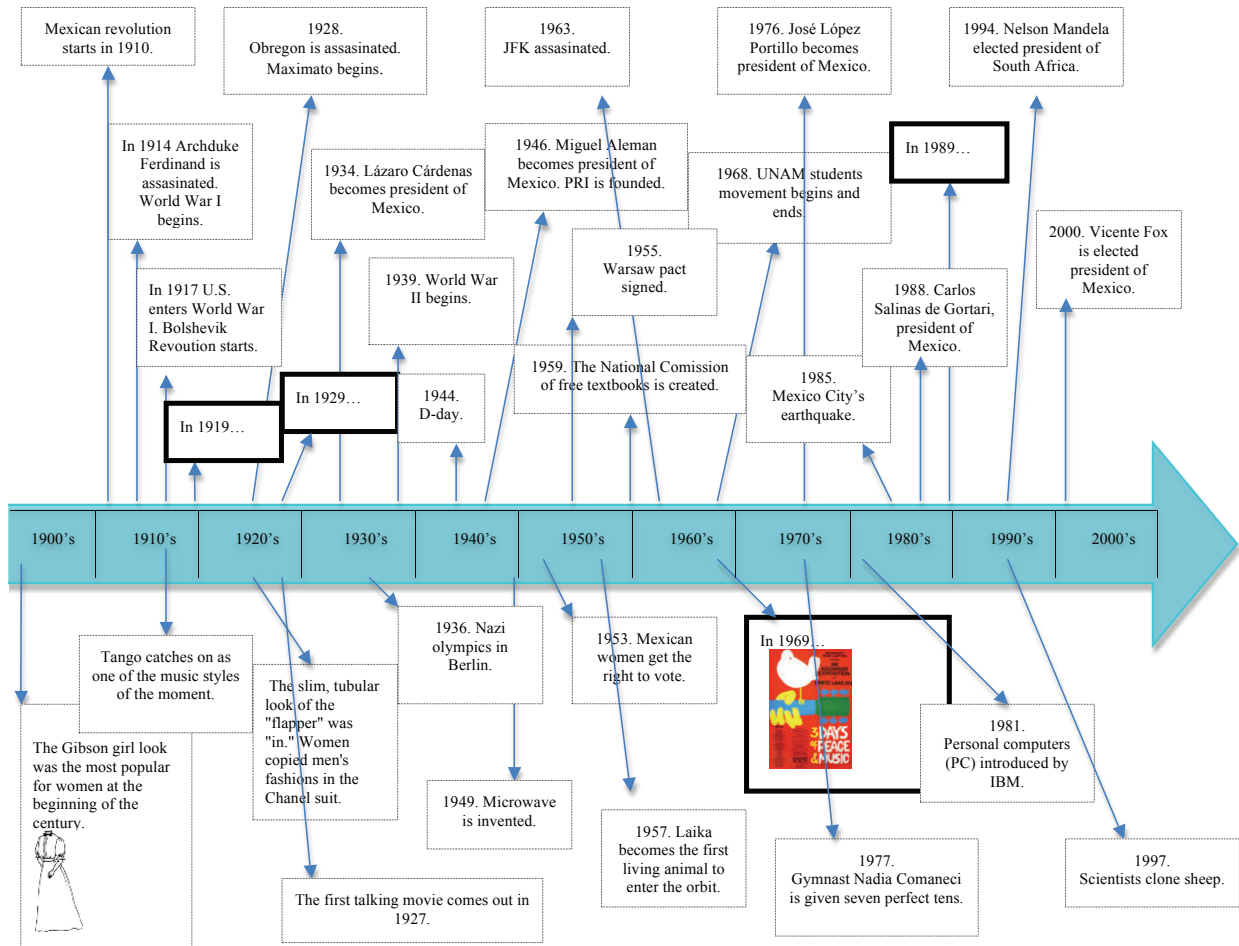 Mexican revolution
starts in 1910.
1928.
Obregon is assasinated.
Maximato begins.
1963.
JFK assasinated.
1976. José López
Portillo becomes
president of Mexico.
1994. Nelson Mandela
elected president of
South Africa.
In 1914 Archduke
Ferdinand is
assasinated.
World War I
begins.
1934. Lázaro Cárdenas
becomes president of
Mexico.
1946. Miguel Aleman
becomes president of
Mexico. PRI is founded.
1968. UNAM students
movement begins and
ends.
In 1989…
In 1917 U.S.
enters World War
I. Bolshevik
Revoution starts.
1939. World War
II begins.
1955.
Warsaw pact
signed.
1988. Carlos
Salinas de Gortari,
president of
Mexico.
2000. Vicente Fox
is elected
president of
Mexico.
In 1919…
In 1929…
1944.
D-day.
1959. The National Comission
of free textbooks is created.
1985.
Mexico City’s
earthquake.
1900’s 1910’s 1920’s 1930’s 1940’s 1950’s 1960’s 1970’s 1980’s 1990’s 2000’s
The Gibson girl look
was the most popular
for women at the
beginning of the
century.
Tango catches on as
one of the music styles
of the moment.
The slim, tubular
look of the
"flapper" was
"in." Women
copied men's
fashions in the
Chanel suit.
The first talking movie comes out in
1927.
1936. Nazi
olympics in
Berlin.
1949. Microwave
is invented.
1953. Mexican
women get the
right to vote.
1957. Laika
becomes the first
living animal to
enter the orbit.
In 1969…
3 DAYS
of PEACE
& MUSIC
1977.
Gymnast Nadia Comaneci
is given seven perfect tens.
1981.
Personal computers
(PC) introduced by
IBM.
1997.
Scientists clone sheep.